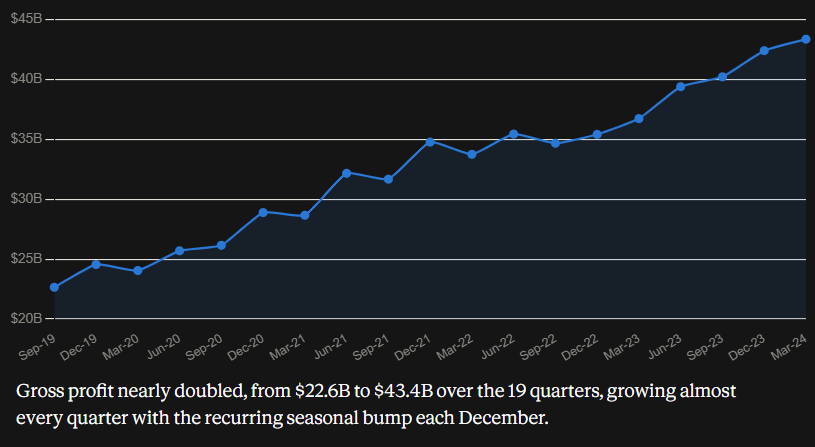 $45B
$40B
$35B
$30B
$25B
$20B
Sep-19 Dec-19 Mar-20 Jun-20 Sep-20 Dec-20 Mar-21 Jun-21 Sep-21 Dec-21 Mar-22 Jun-22 Sep-22 Dec-22 Mar-23 Jun-23 Sep-23 Dec-23 Mar-24
Gross profit nearly doubled, from $22.6B to $43.4B over the 19 quarters, growing almost
every quarter with the recurring seasonal bump each December.